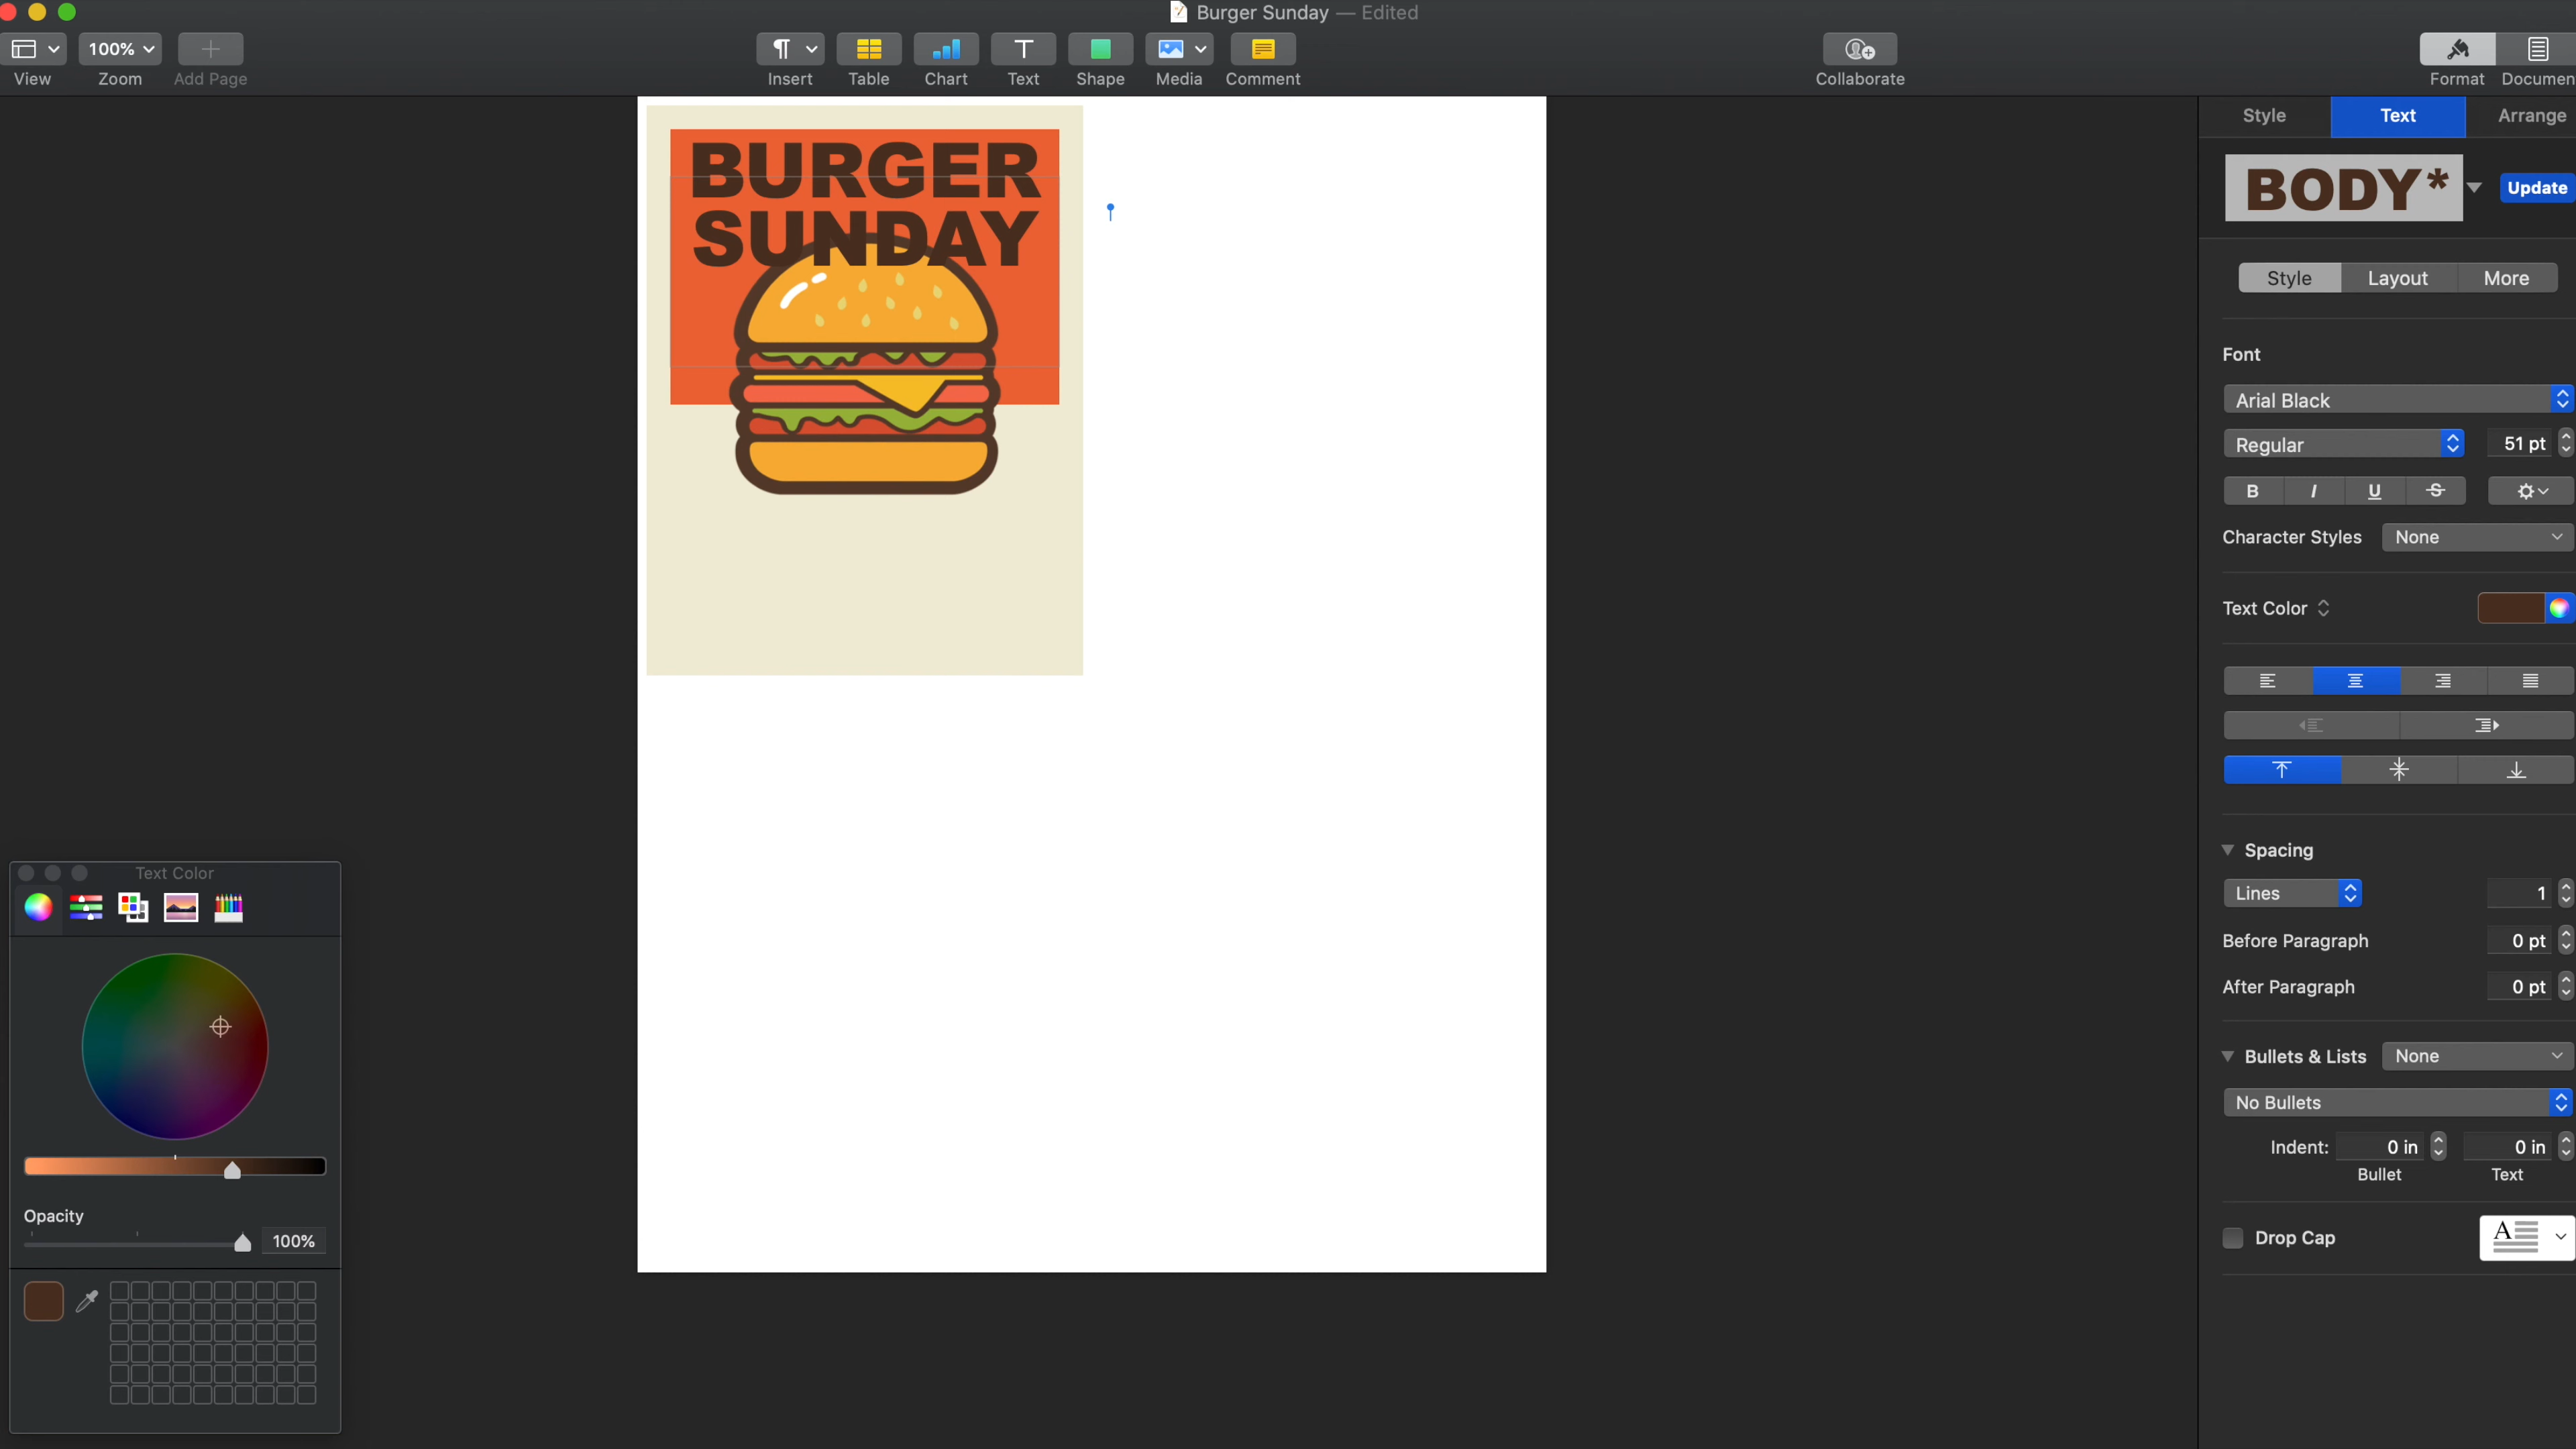 Burger Sunday — Edited
100%
View Zoom Add Page Insert Table Chart Text Shape Media Comment Collaborate Format Documen
Style Text Arrange
BURGER
SUNDAY
BODY* Update
Style Layout More
Font
Arial Black
Regular 51 pt
B I U S
Character Styles None
Text Color
Spacing
Lines 1
Before Paragraph 0 pt
After Paragraph 0 pt
Bullets & Lists None
No Bullets
Indent: 0 in 0 in
Bullet Text
Drop Cap
A
Text Color
Opacity
100%